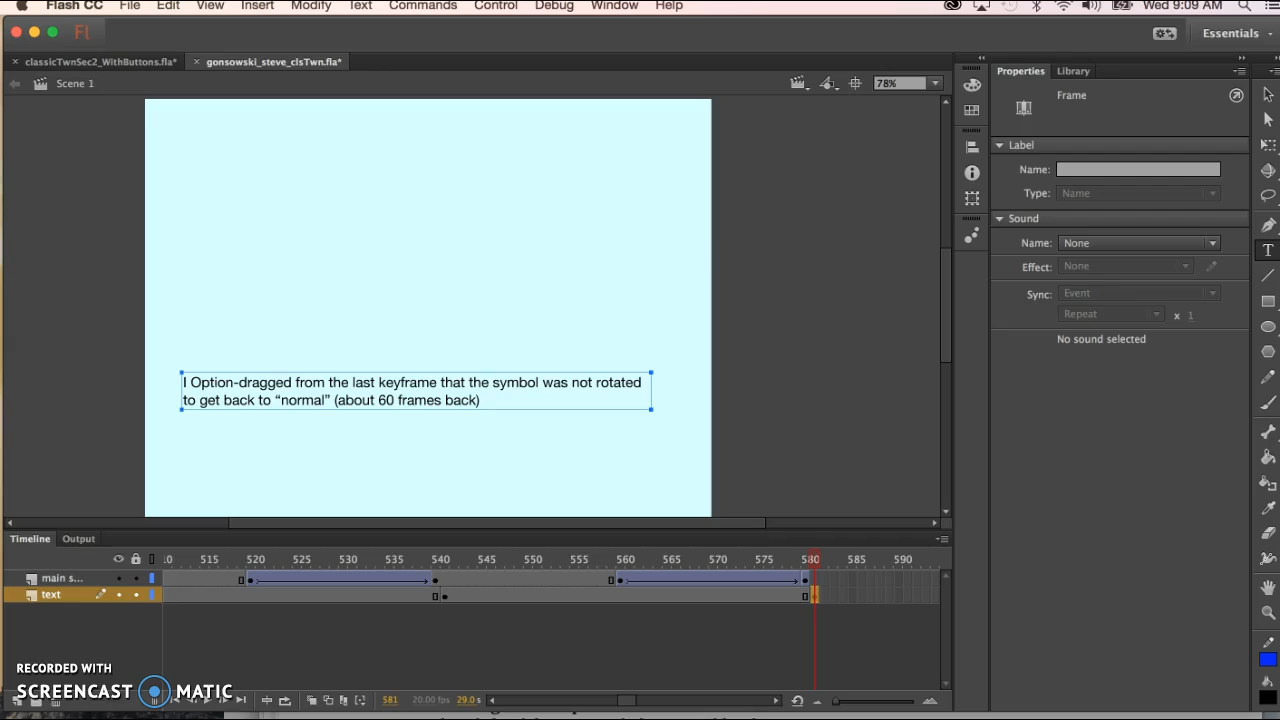 Flash CC File Edit View Insert Modify Text Commands Control Debug Window Help Wed 9:09 AM
Fl Essentials
classicTwnSec2_WithButtons.fla* gonsowski_steve_clsTwn.fla*
Scene 1 78%
Properties Library
Frame
Label
Name:
Type: Name
Sound
Name: None
Effect: None
Sync: Event
Repeat x 1
No sound selected
I Option-dragged from the last keyframe that the symbol was not rotated
to get back to “normal” (about 60 frames back)
Timeline Output
10 515 520 525 530 535 540 545 550 555 560 565 570 575 580 585 590
main s...
text
RECORDED WITH
SCREENCAST MATIC
581 20.00 fps 29.0 s